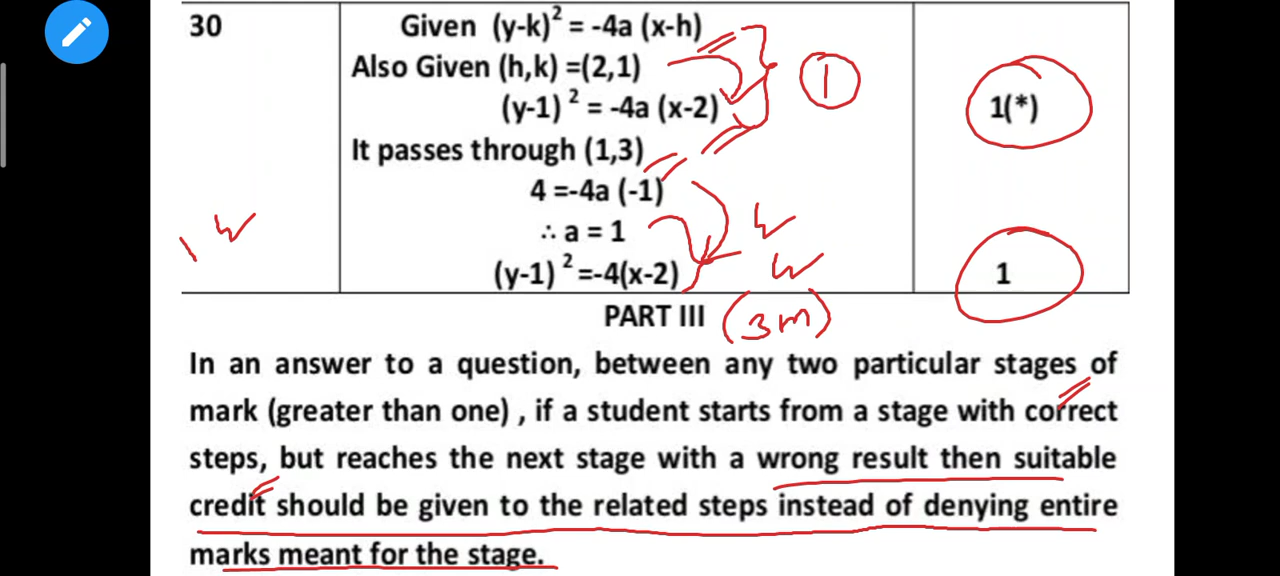 30 Given (y-k)² = -4a (x-h)
Also Given (h,k) =(2,1)
(y-1) ² = -4a (x-2) 1 1(*)
It passes through (1,3)
4 =-4a (-1)
∴ a = 1
(y-1) ²=-4(x-2) 1
PART III (3m)
In an answer to a question, between any two particular stages of
mark (greater than one) , if a student starts from a stage with correct
steps, but reaches the next stage with a wrong result then suitable
credit should be given to the related steps instead of denying entire
marks meant for the stage.